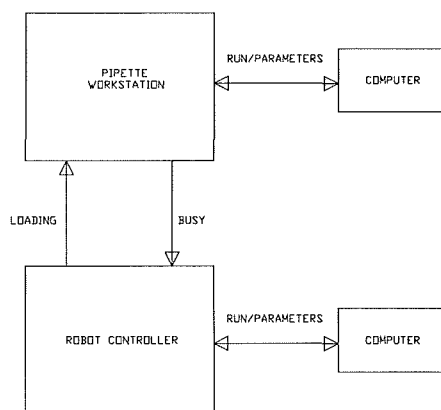 PIPETTE
WORKSTATION
RUN/PARAMETERS
COMPUTER
LOADING
BUSY
ROBOT CONTROLLER
RUN/PARAMETERS
COMPUTER